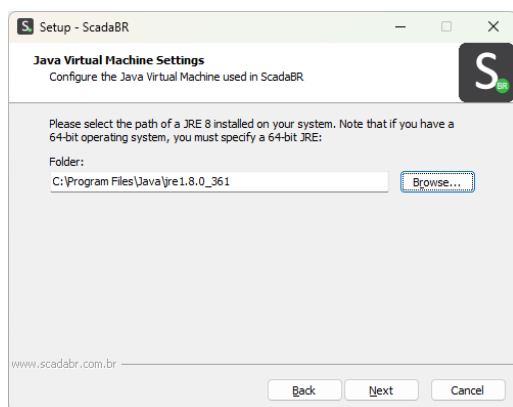 Setup - ScadaBR
Java Virtual Machine Settings
Configure the Java Virtual Machine used in ScadaBR
S
BR
Please select the path of a JRE 8 installed on your system. Note that if you have a
64-bit operating system, you must specify a 64-bit JRE:
Folder:
C:\Program Files\Java\jre1.8.0_361
Browse...
www.scadabr.com.br
Back
Next
Cancel